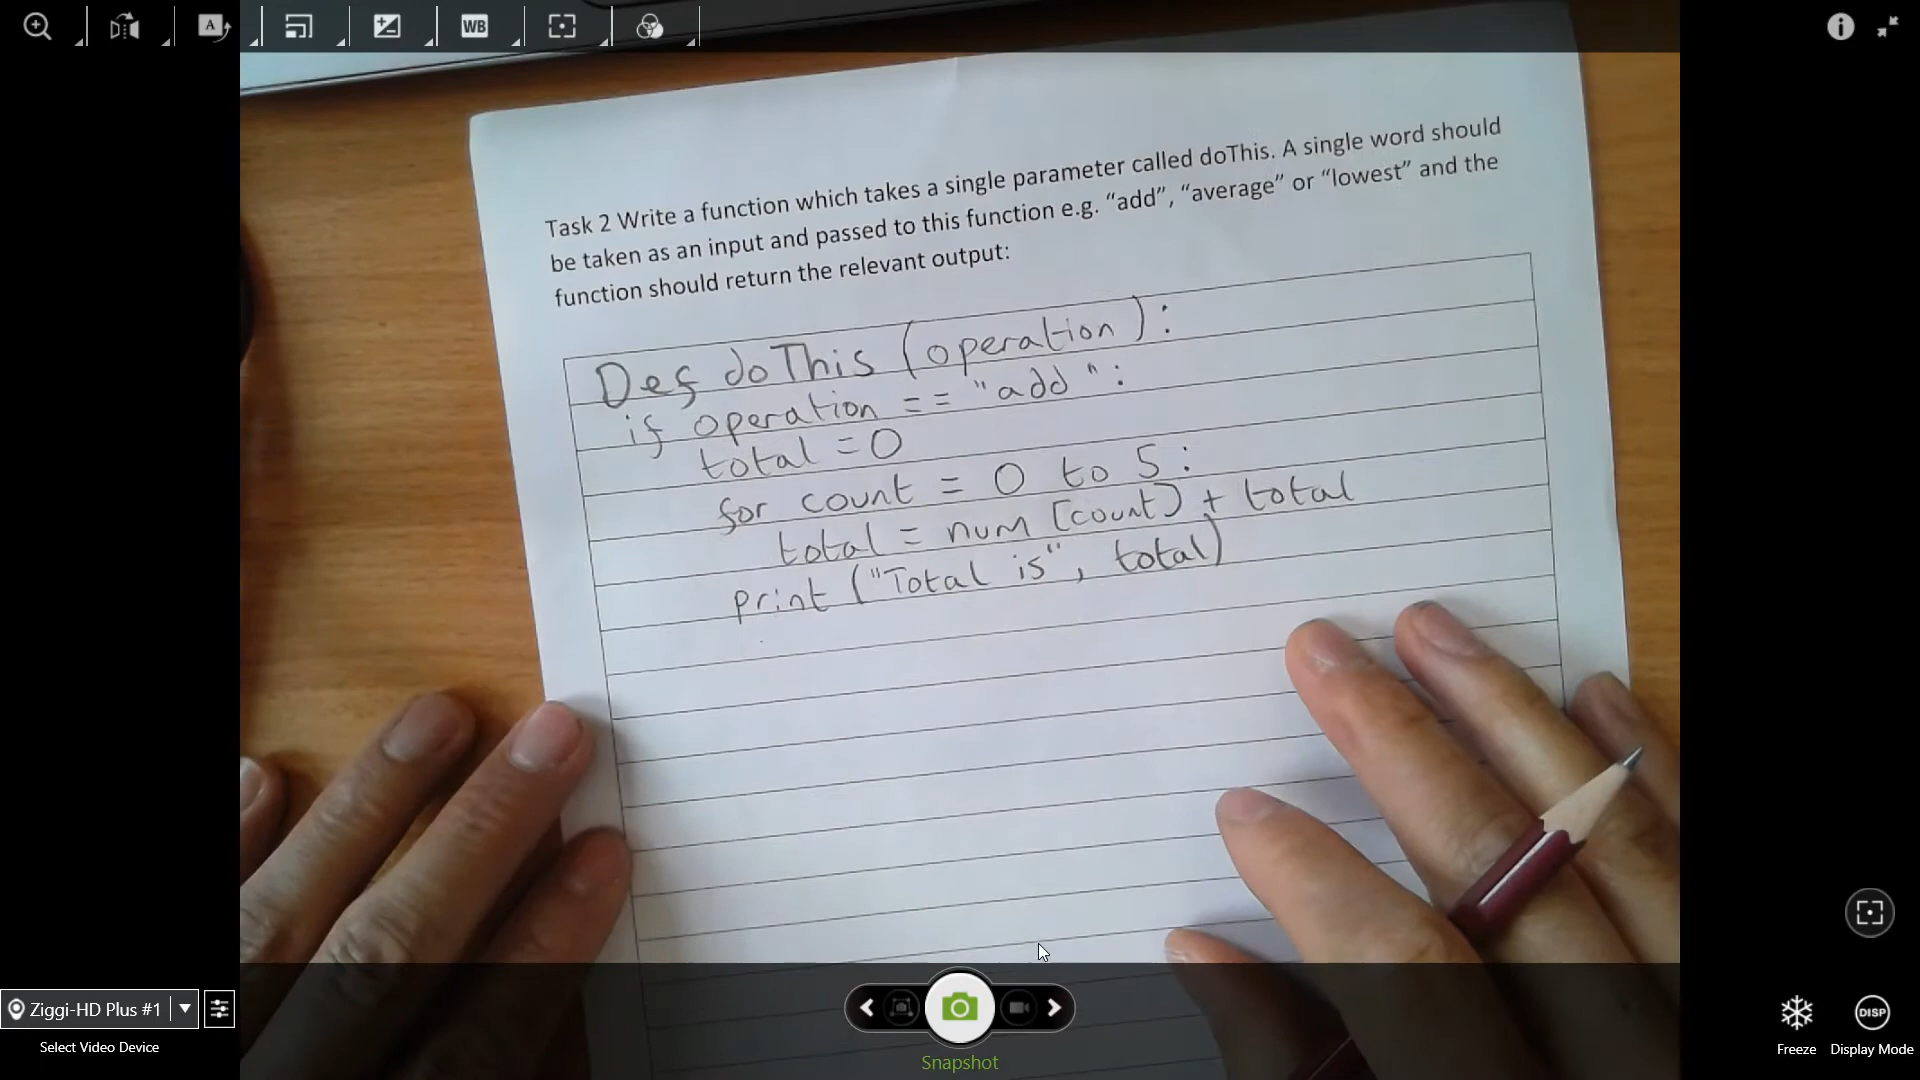 A
WB
Task 2 Write a function which takes a single parameter called doThis. A single word should
be taken as an input and passed to this function e.g. “add”, “average” or “lowest” and the
function should return the relevant output:
Def doThis (operation):
if operation == "add":
total = 0
for count = 0 to 5:
total = num [count] + total
print ("Total is", total)
Ziggi-HD Plus #1
Select Video Device
Snapshot
Freeze
DISP
Display Mode